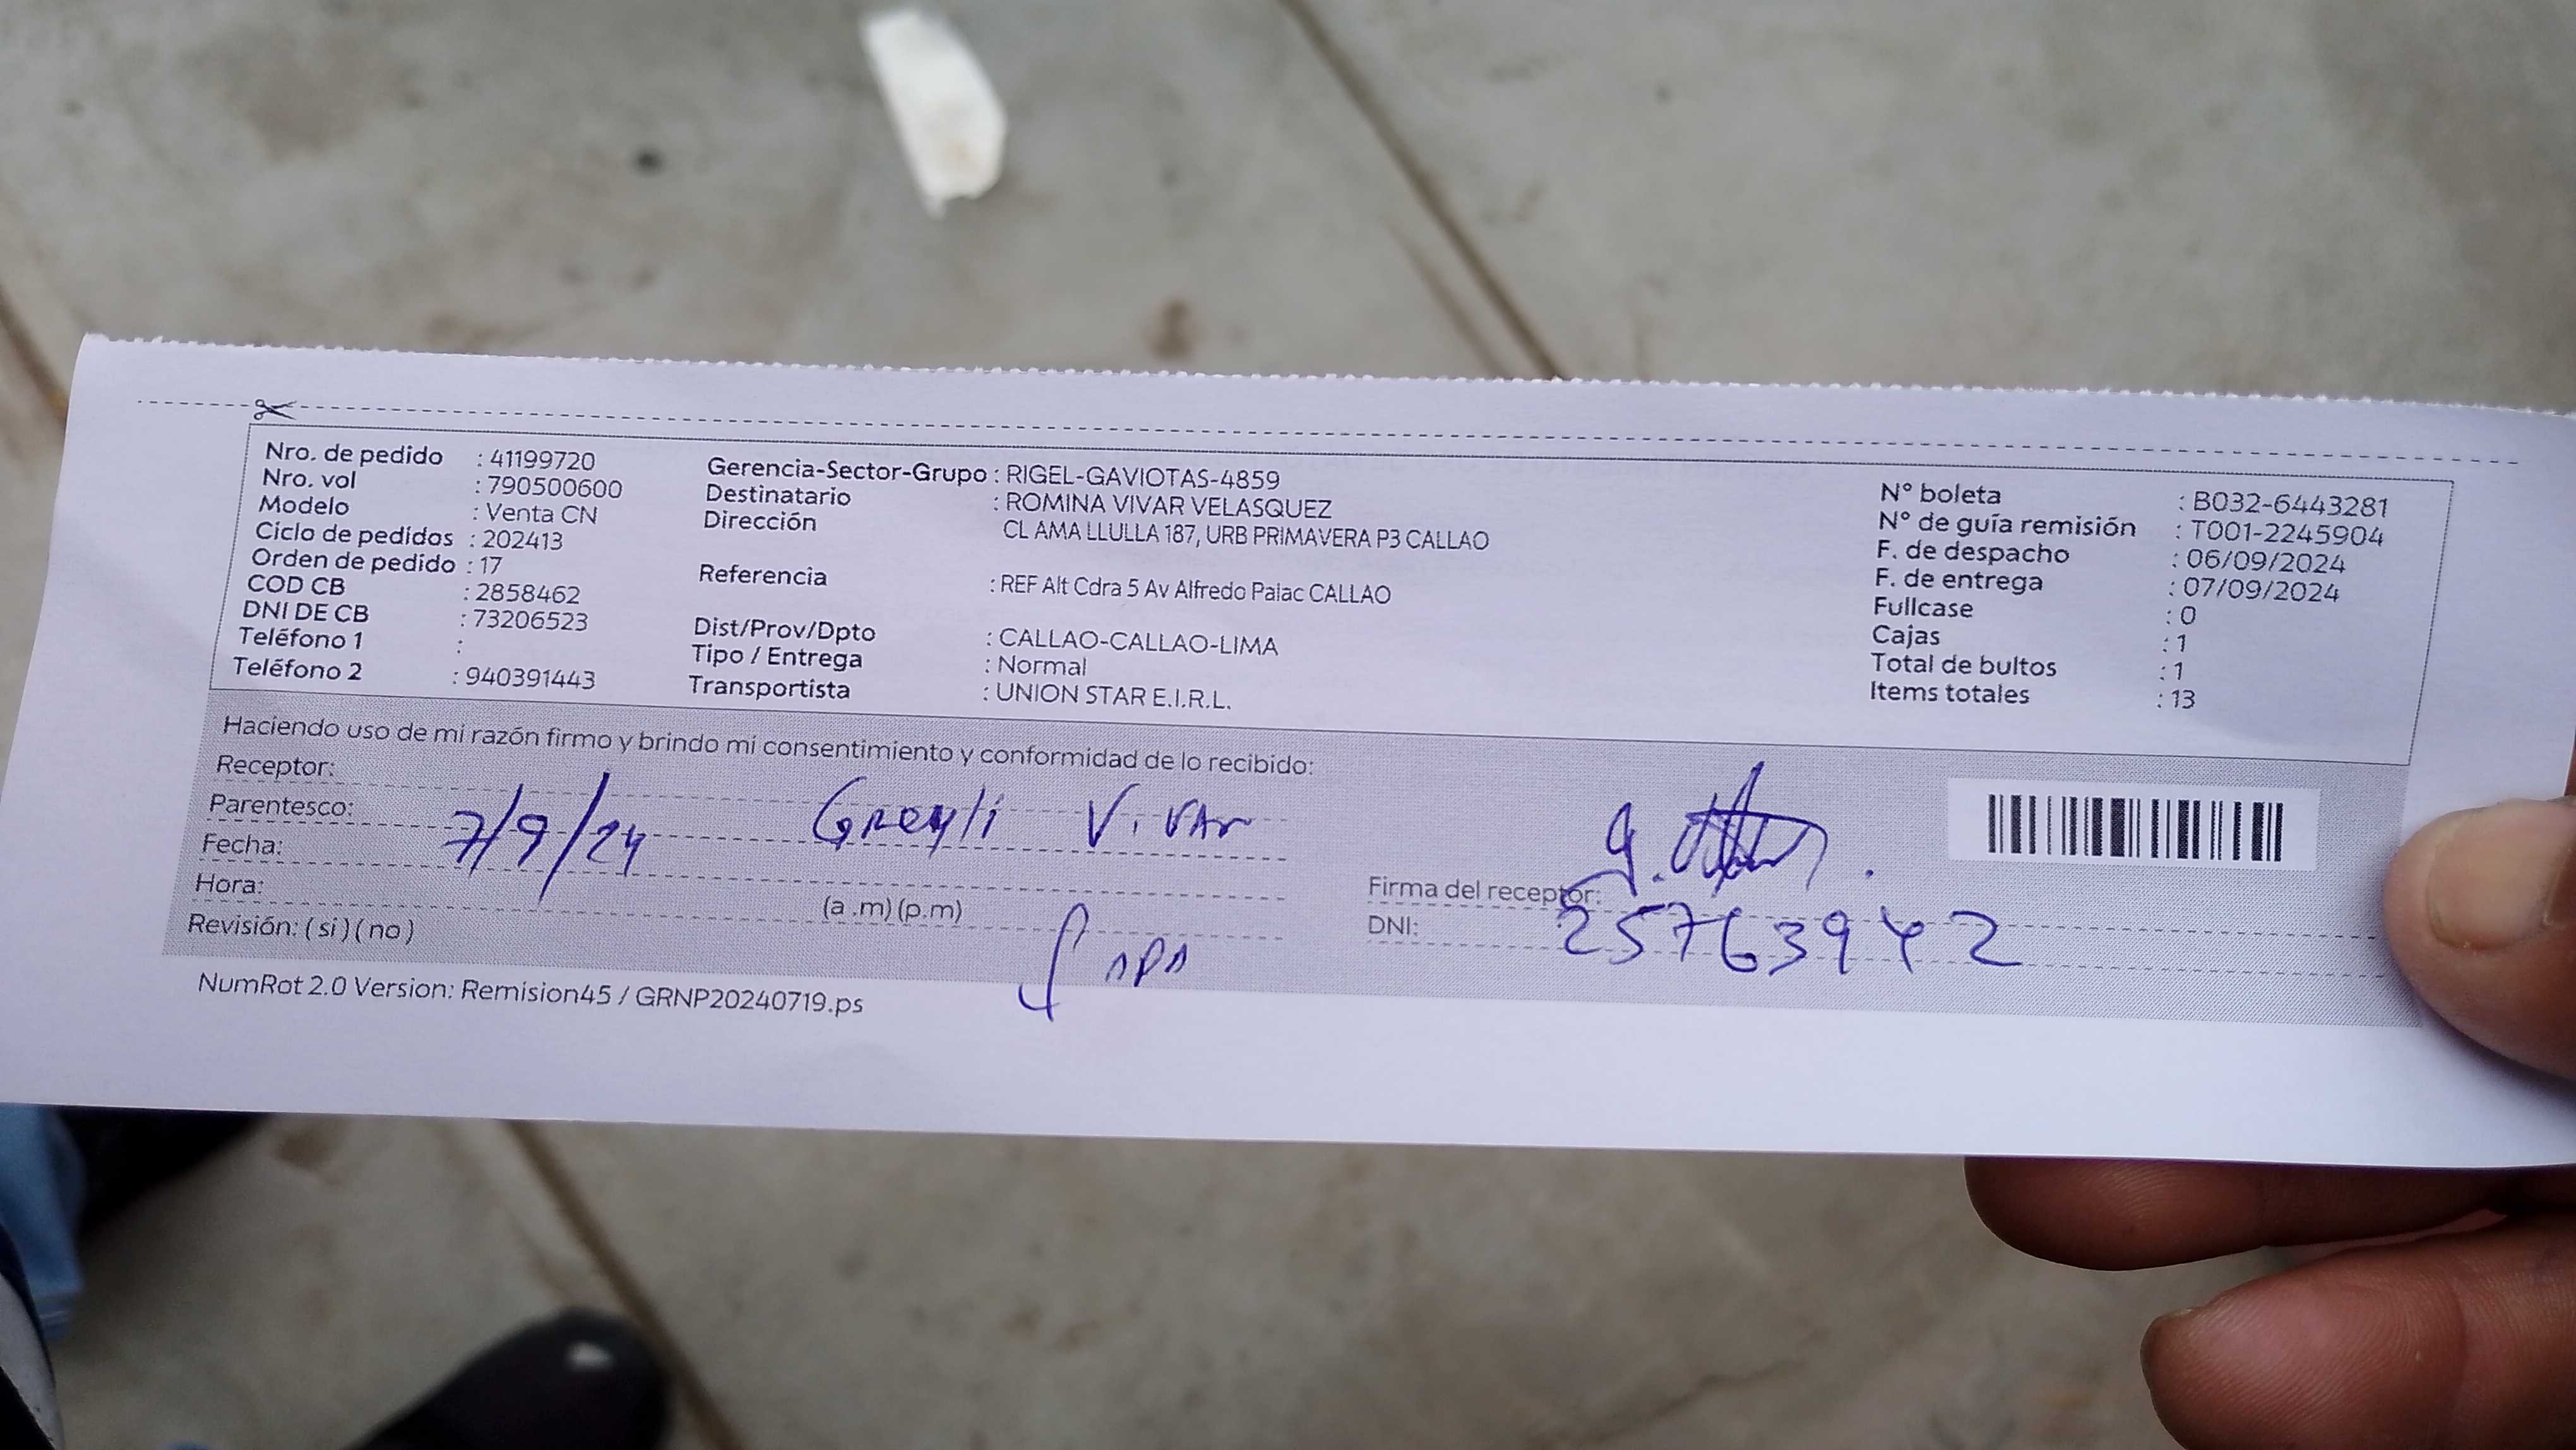 Nro. de pedido : 41199720
Nro. vol : 790500600
Modelo : Venta CN
Ciclo de pedidos : 202413
Orden de pedido : 17
COD CB : 2858462
DNI DE CB : 73206523
Teléfono 1 :
Teléfono 2 : 940391443
Gerencia-Sector-Grupo : RIGEL-GAVIOTAS-4859
Destinatario : ROMINA VIVAR VELASQUEZ
Dirección CL AMA LLULLA 187, URB PRIMAVERA P3 CALLAO
Referencia : REF Alt Cdra 5 Av Alfredo Palac CALLAO
Dist/Prov/Dpto : CALLAO-CALLAO-LIMA
Tipo / Entrega : Normal
Transportista : UNION STAR E.I.R.L.
N° boleta : B032-6443281
N° de guía remisión : T001-2245904
F. de despacho : 06/09/2024
F. de entrega : 07/09/2024
Fullcase : 0
Cajas : 1
Total de bultos : 1
Items totales : 13
Haciendo uso de mi razón firmo y brindo mi consentimiento y conformidad de lo recibido:
Receptor:
Parentesco: Vivar
Fecha: 7/9/24
Hora: (a .m) (p.m)
Revisión: ( si ) ( no )
Firma del receptor:
DNI: 25763942
NumRot 2.0 Version: Remision45 / GRNP20240719.ps